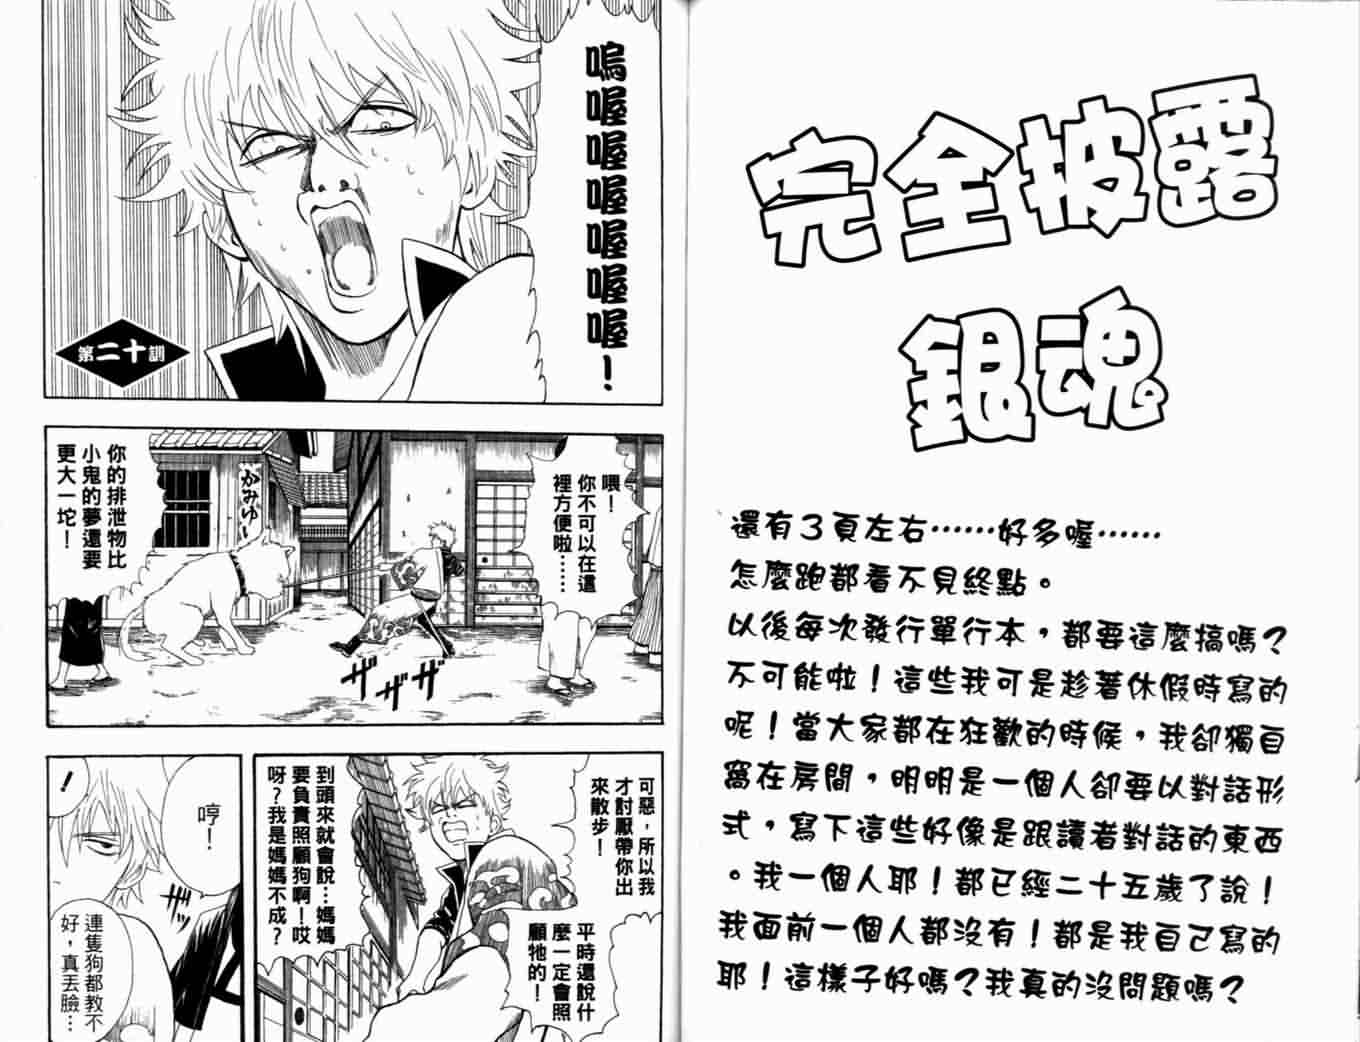 完全披露
銀魂
還有3頁左右……好多喔……
怎麼跑都看不見終點。
以後每次發行單行本，都要這麼搞嗎？
不可能啦！這些我可是趁著休假時寫的
呢！當大家都在狂歡的時候，我卻獨自
窩在房間，明明是一個人卻要以對話形
式，寫下這些好像是跟讀者對話的東西
。我一個人耶！都已經二十五歲了說！
我面前一個人都沒有！都是我自己寫的
耶！這樣子好嗎？我真的沒問題嗎？
嗚喔喔喔喔喔喔！
第二十訓
喂！
你不可以在這
裡方便啦……
かみゆー
你的排泄物比
小鬼的夢還要
更大一坨！
ザザザ
可惡，所以我
才討厭帶你出
來散步！
平時還說什
麼一定會照
顧牠的！
到頭來就會說…媽媽
要負責照顧狗啊！哎
呀？我是媽媽不成？
哼！
！
連隻狗都教不
好，真丟臉…